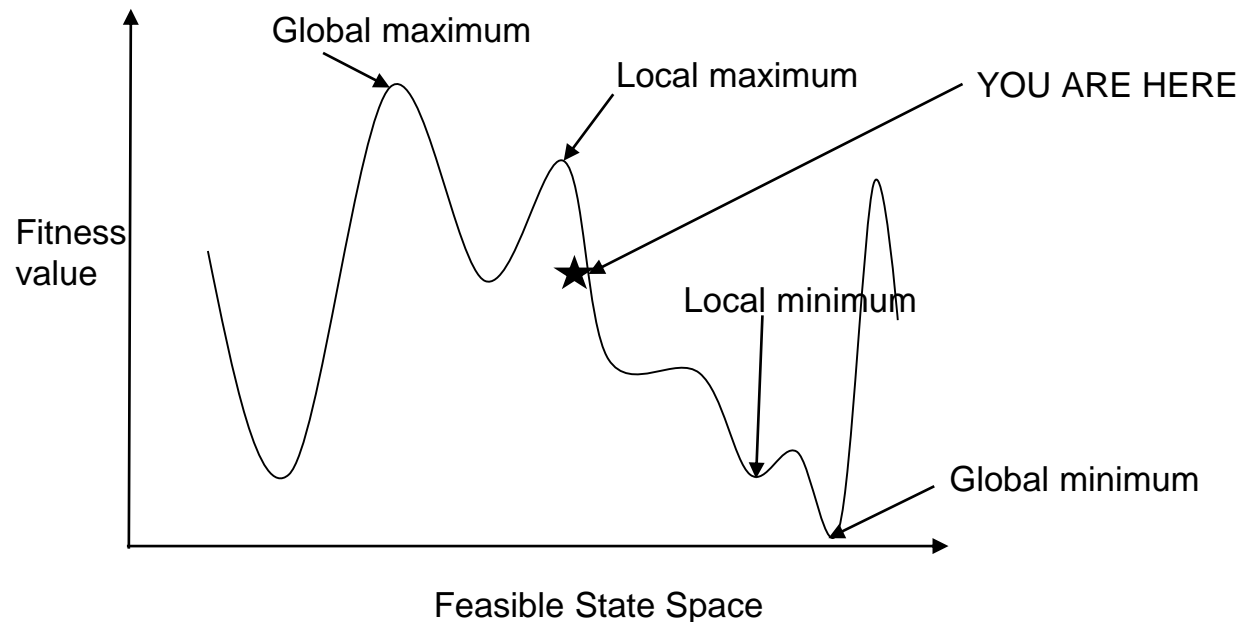 Global maximum
Local maximum
YOU ARE HERE
Fitness
value
Local minimum
Global minimum
Feasible State Space